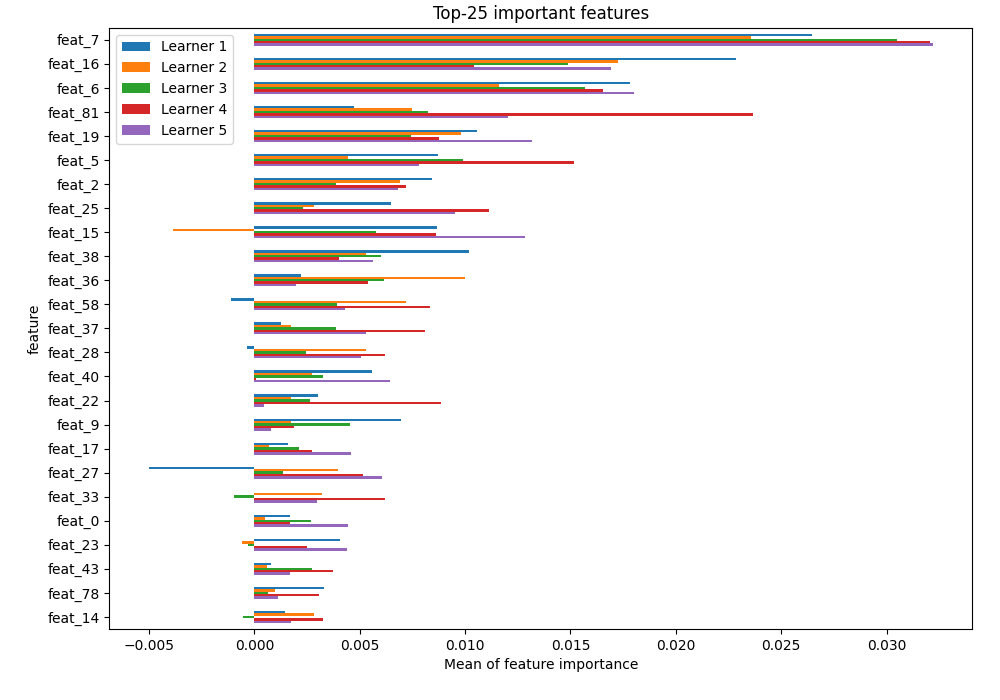 Top-25 important features
Learner 1
Learner 2
Learner 3
Learner 4
Learner 5
feature
feat_7
feat_16
feat_6
feat_81
feat_19
feat_5
feat_2
feat_25
feat_15
feat_38
feat_36
feat_58
feat_37
feat_28
feat_40
feat_22
feat_9
feat_17
feat_27
feat_33
feat_0
feat_23
feat_43
feat_78
feat_14
−0.005 0.000 0.005 0.010 0.015 0.020 0.025 0.030
Mean of feature importance